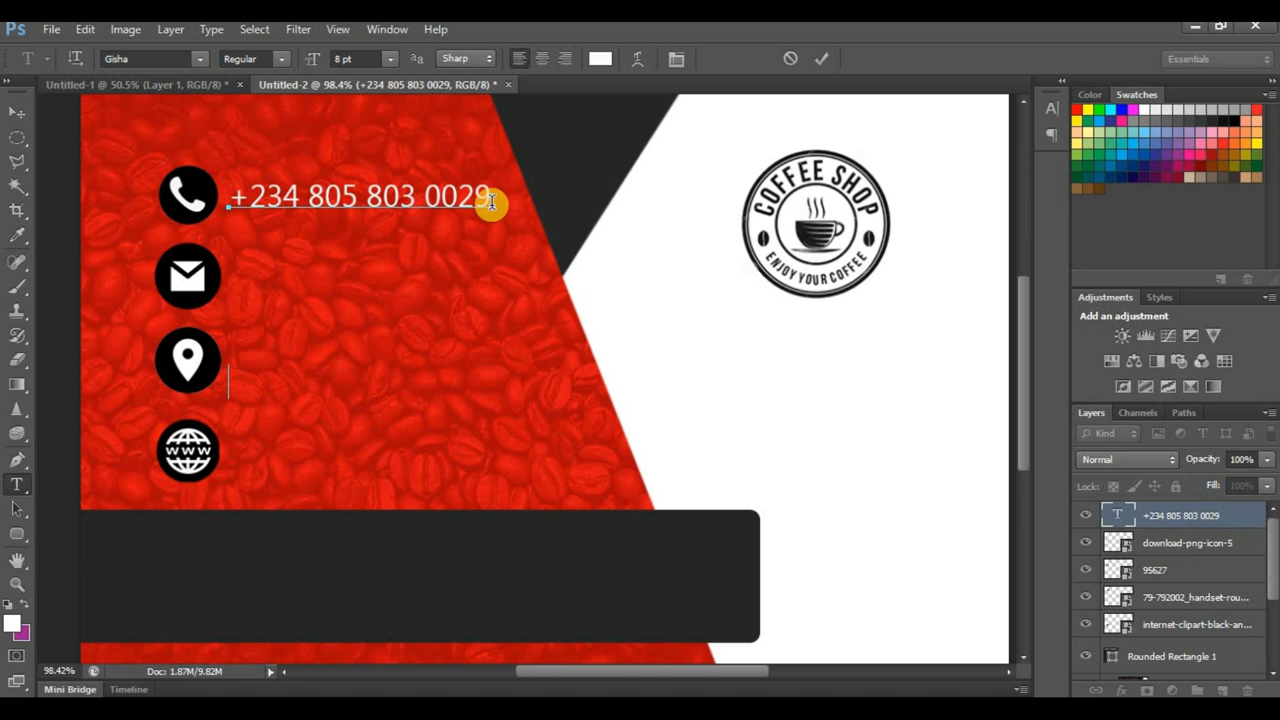 Ps File Edit Image Layer Type Select Filter View Window Help
T Gisha Regular 8 pt aa Sharp Essentials
Untitled-1 @ 50.5% (Layer 1, RGB/8) * × Untitled-2 @ 98.4% (+234 805 803 0029, RGB/8) * ×
Color Swatches
+234 805 803 0029
COFFEE SHOP
ENJOY YOUR COFFEE
WWW
Adjustments Styles
Add an adjustment
Layers Channels Paths
Kind
Normal Opacity: 100%
Lock: Fill: 100%
T +234 805 803 0029
download-png-icon-5
95627
79-792002_handset-rou...
internet-clipart-black-an...
Rounded Rectangle 1
98.42% Doc: 1.87M/9.82M
Mini Bridge Timeline